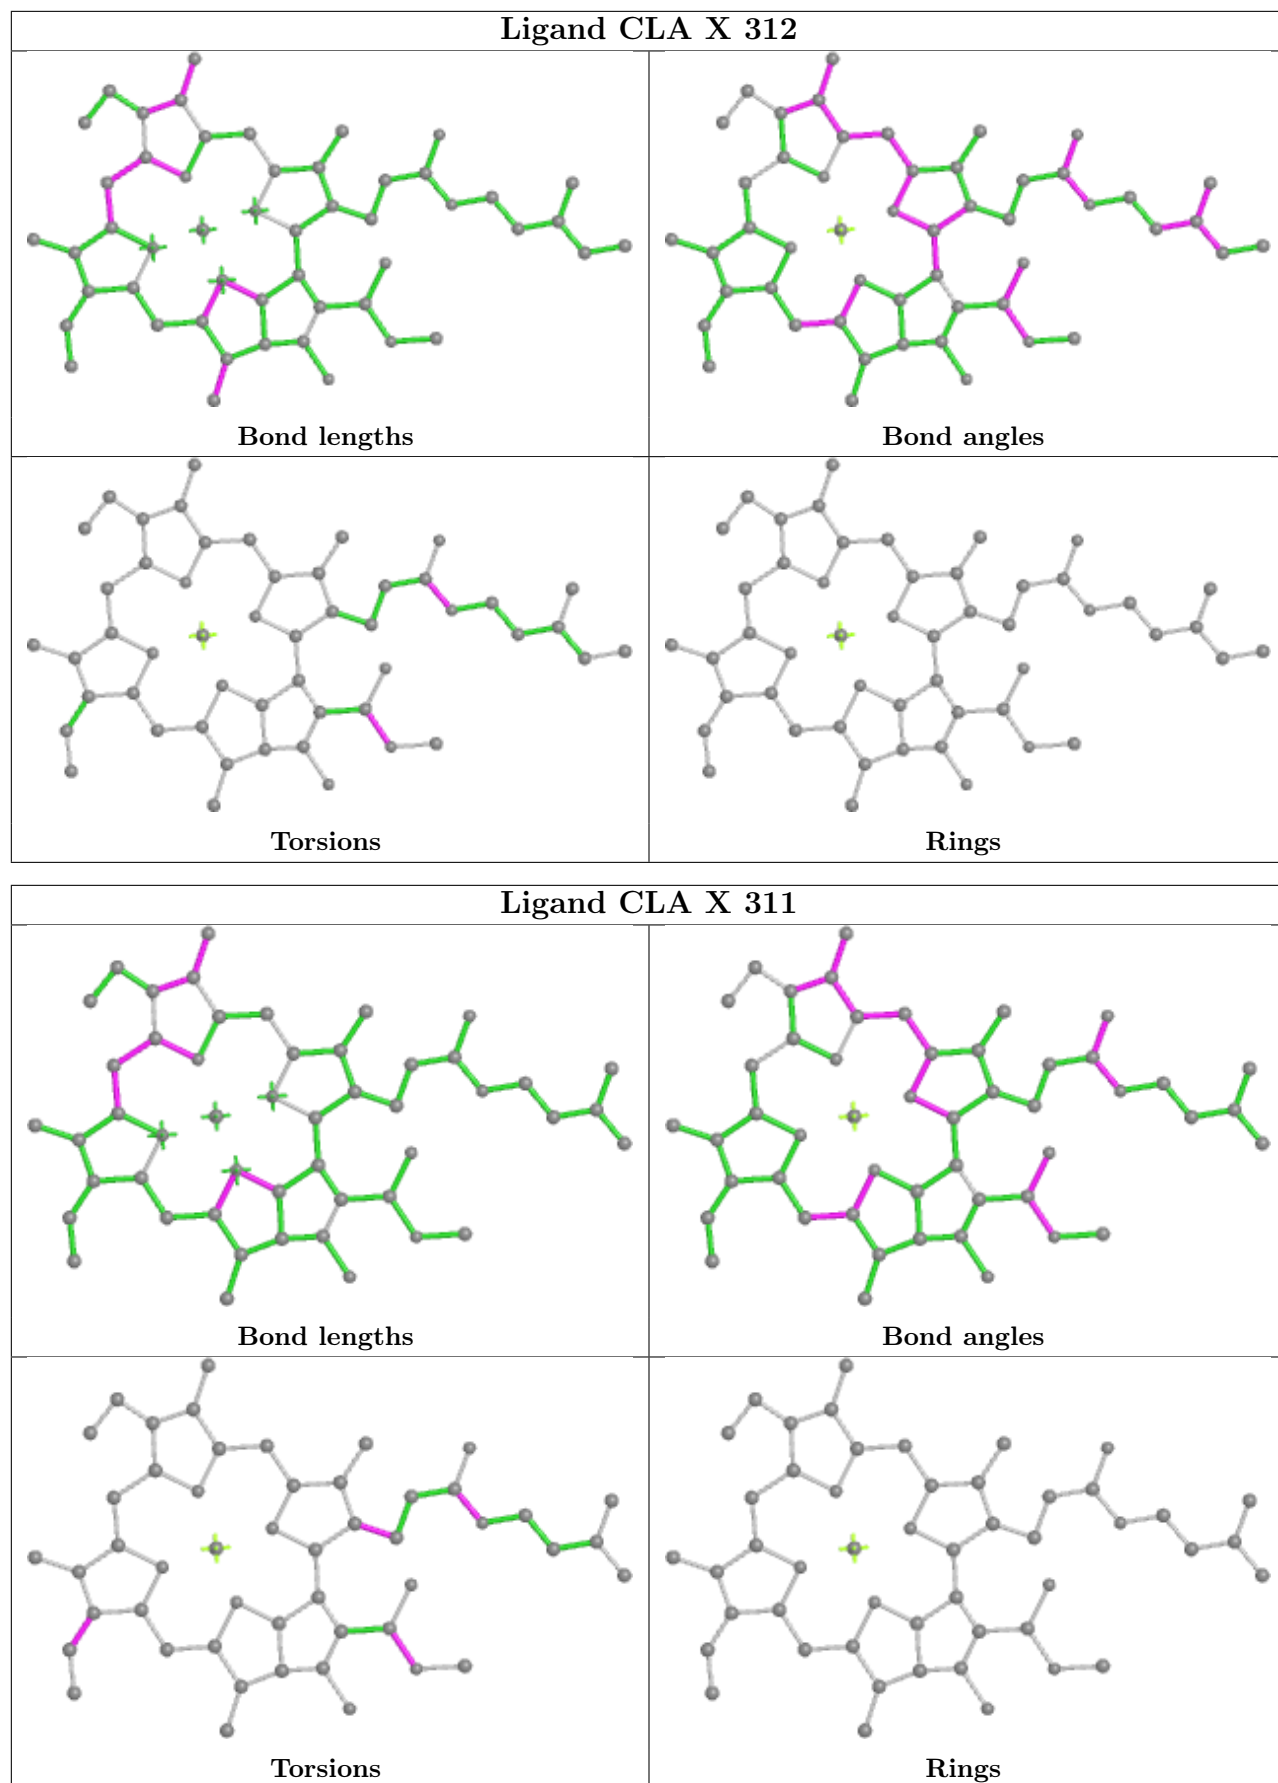 Ligand CLA X 312
Bond lengths
Bond angles
Torsions
Rings
Ligand CLA X 311
Bond lengths
Bond angles
Torsions
Rings